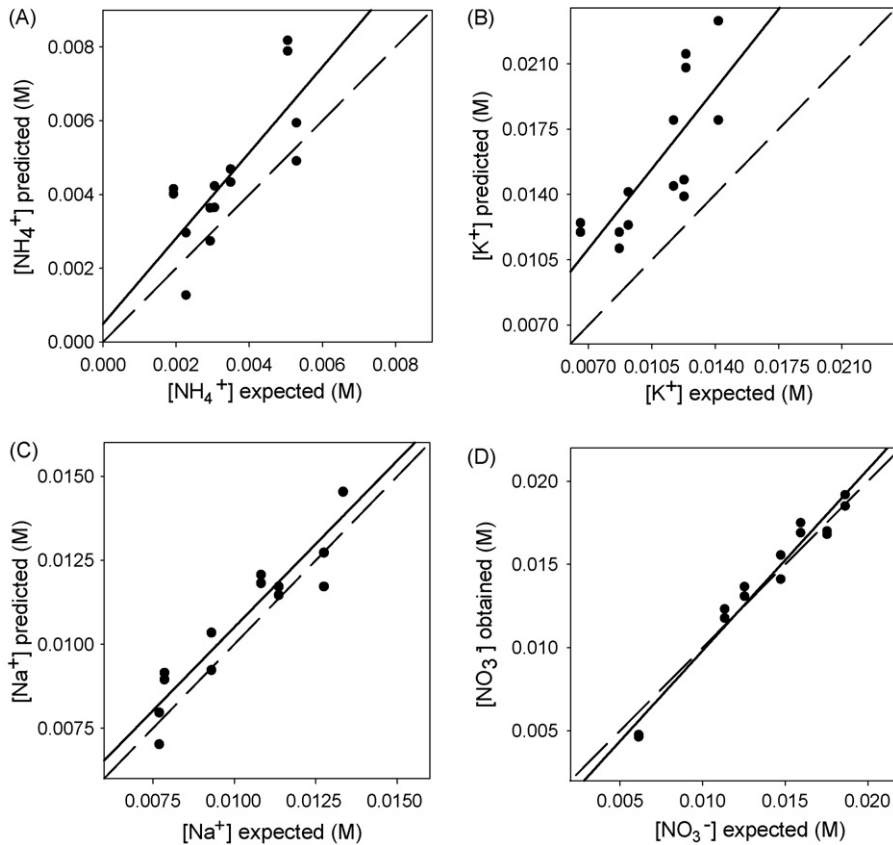 (A)
0.008
0.006
0.004
0.002
0.000
[NH4+] predicted (M)
0.000 0.002 0.004 0.006 0.008
[NH4+] expected (M)
(B)
0.0210
0.0175
0.0140
0.0105
0.0070
[K+] predicted (M)
0.0070 0.0105 0.0140 0.0175 0.0210
[K+] expected (M)
(C)
0.0150
0.0125
0.0100
0.0075
[Na+] predicted (M)
0.0075 0.0100 0.0125 0.0150
[Na+] expected (M)
(D)
0.020
0.015
0.010
0.005
[NO3-] obtained (M)
0.005 0.010 0.015 0.020
[NO3-] expected (M)